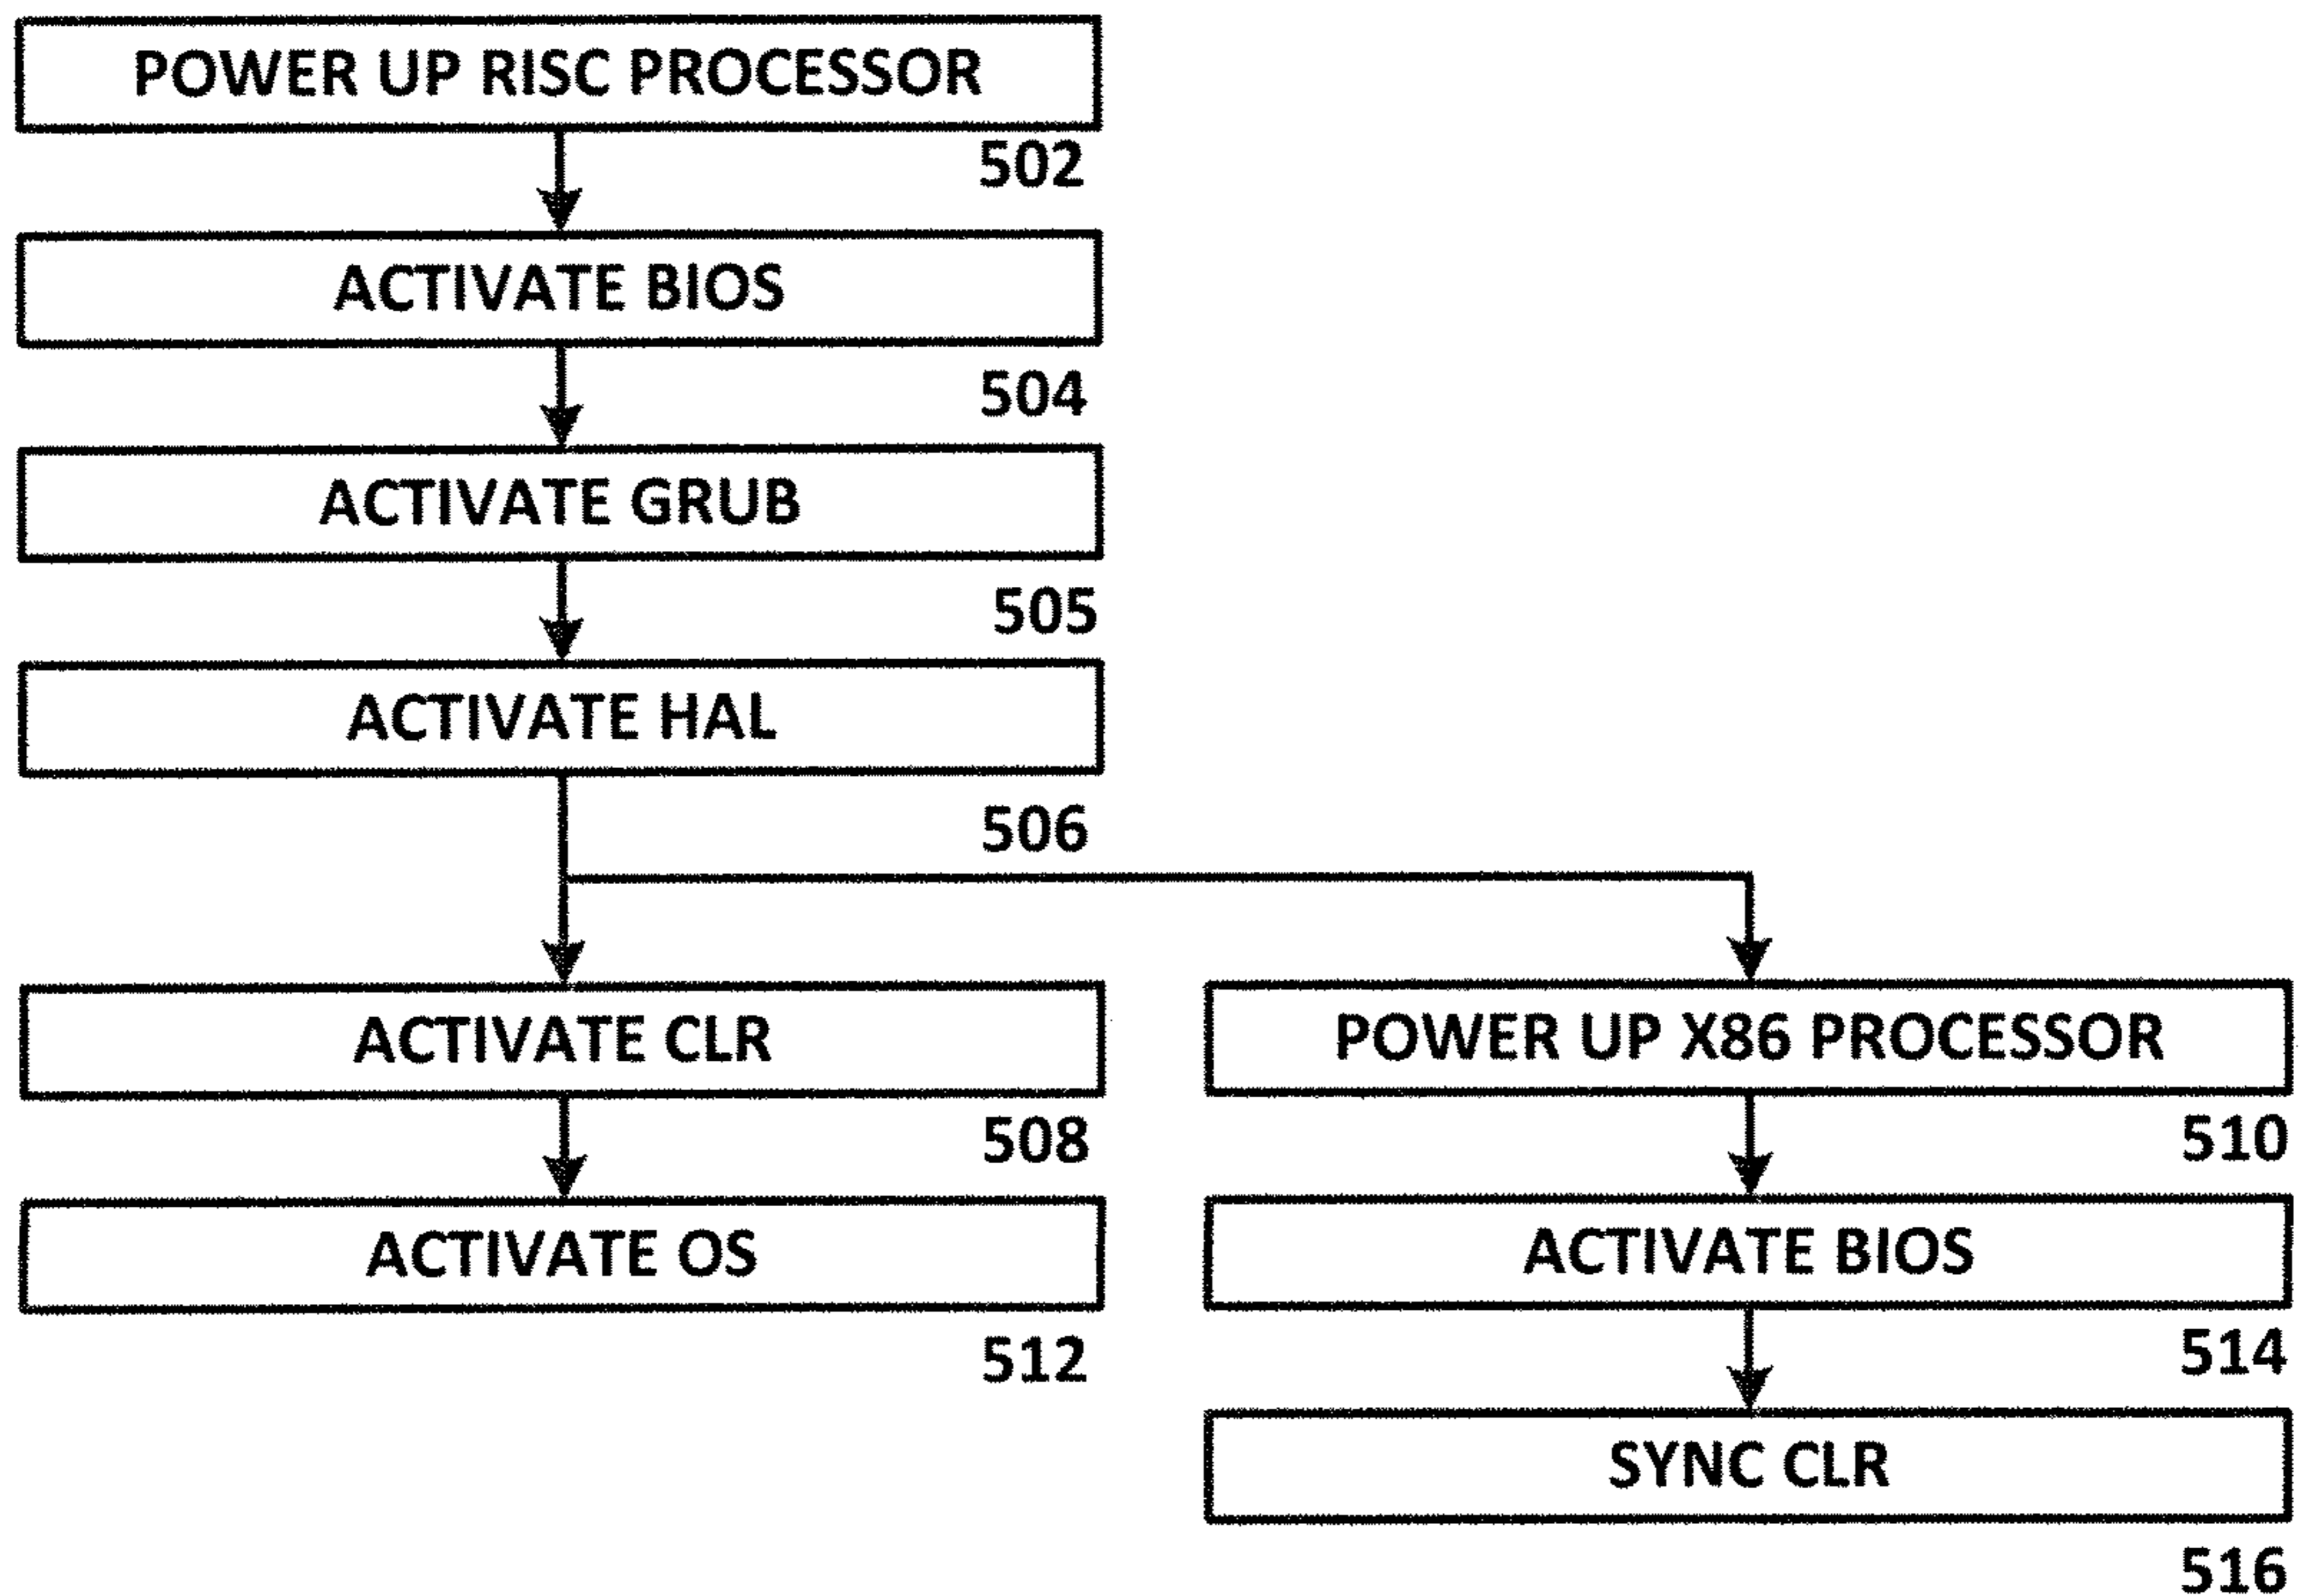 POWER UP RISC PROCESSOR
502
ACTIVATE BIOS
504
ACTIVATE GRUB
505
ACTIVATE HAL
506
ACTIVATE CLR
508
ACTIVATE OS
512
POWER UP X86 PROCESSOR
510
ACTIVATE BIOS
514
SYNC CLR
516